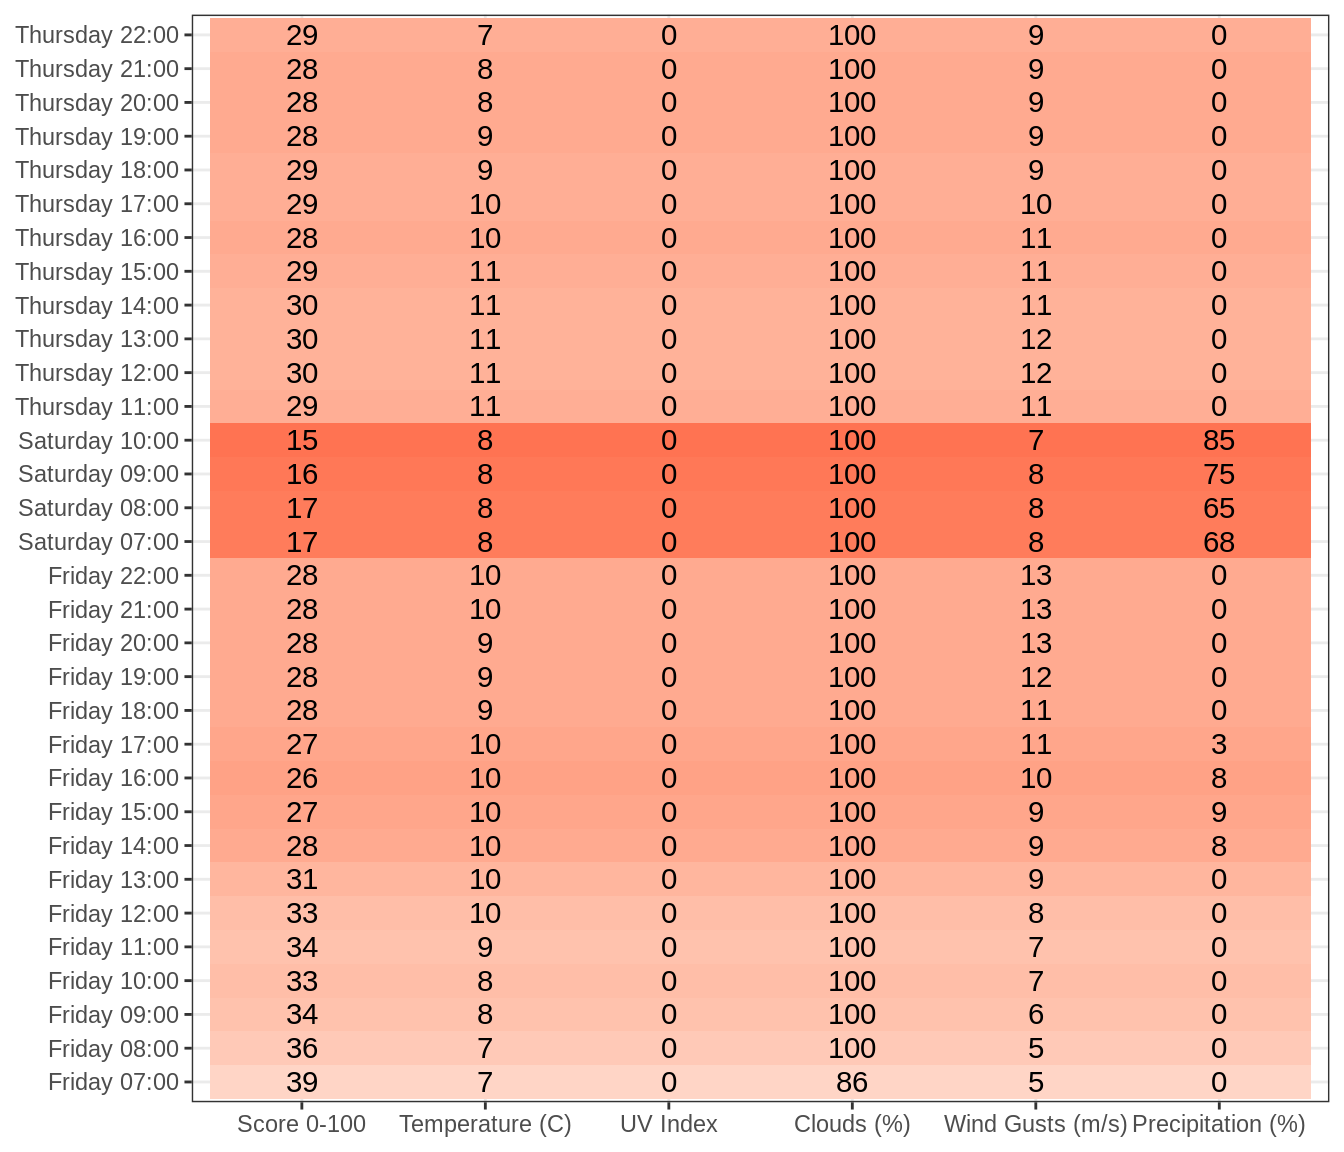 Thursday 22:00 29 7 0 100 9 0
Thursday 21:00 28 8 0 100 9 0
Thursday 20:00 28 8 0 100 9 0
Thursday 19:00 28 9 0 100 9 0
Thursday 18:00 29 9 0 100 9 0
Thursday 17:00 29 10 0 100 10 0
Thursday 16:00 28 10 0 100 11 0
Thursday 15:00 29 11 0 100 11 0
Thursday 14:00 30 11 0 100 11 0
Thursday 13:00 30 11 0 100 12 0
Thursday 12:00 30 11 0 100 12 0
Thursday 11:00 29 11 0 100 11 0
Saturday 10:00 15 8 0 100 7 85
Saturday 09:00 16 8 0 100 8 75
Saturday 08:00 17 8 0 100 8 65
Saturday 07:00 17 8 0 100 8 68
Friday 22:00 28 10 0 100 13 0
Friday 21:00 28 10 0 100 13 0
Friday 20:00 28 9 0 100 13 0
Friday 19:00 28 9 0 100 12 0
Friday 18:00 28 9 0 100 11 0
Friday 17:00 27 10 0 100 11 3
Friday 16:00 26 10 0 100 10 8
Friday 15:00 27 10 0 100 9 9
Friday 14:00 28 10 0 100 9 8
Friday 13:00 31 10 0 100 9 0
Friday 12:00 33 10 0 100 8 0
Friday 11:00 34 9 0 100 7 0
Friday 10:00 33 8 0 100 7 0
Friday 09:00 34 8 0 100 6 0
Friday 08:00 36 7 0 100 5 0
Friday 07:00 39 7 0 86 5 0
Score 0-100 Temperature (C) UV Index Clouds (%) Wind Gusts (m/s) Precipitation (%)